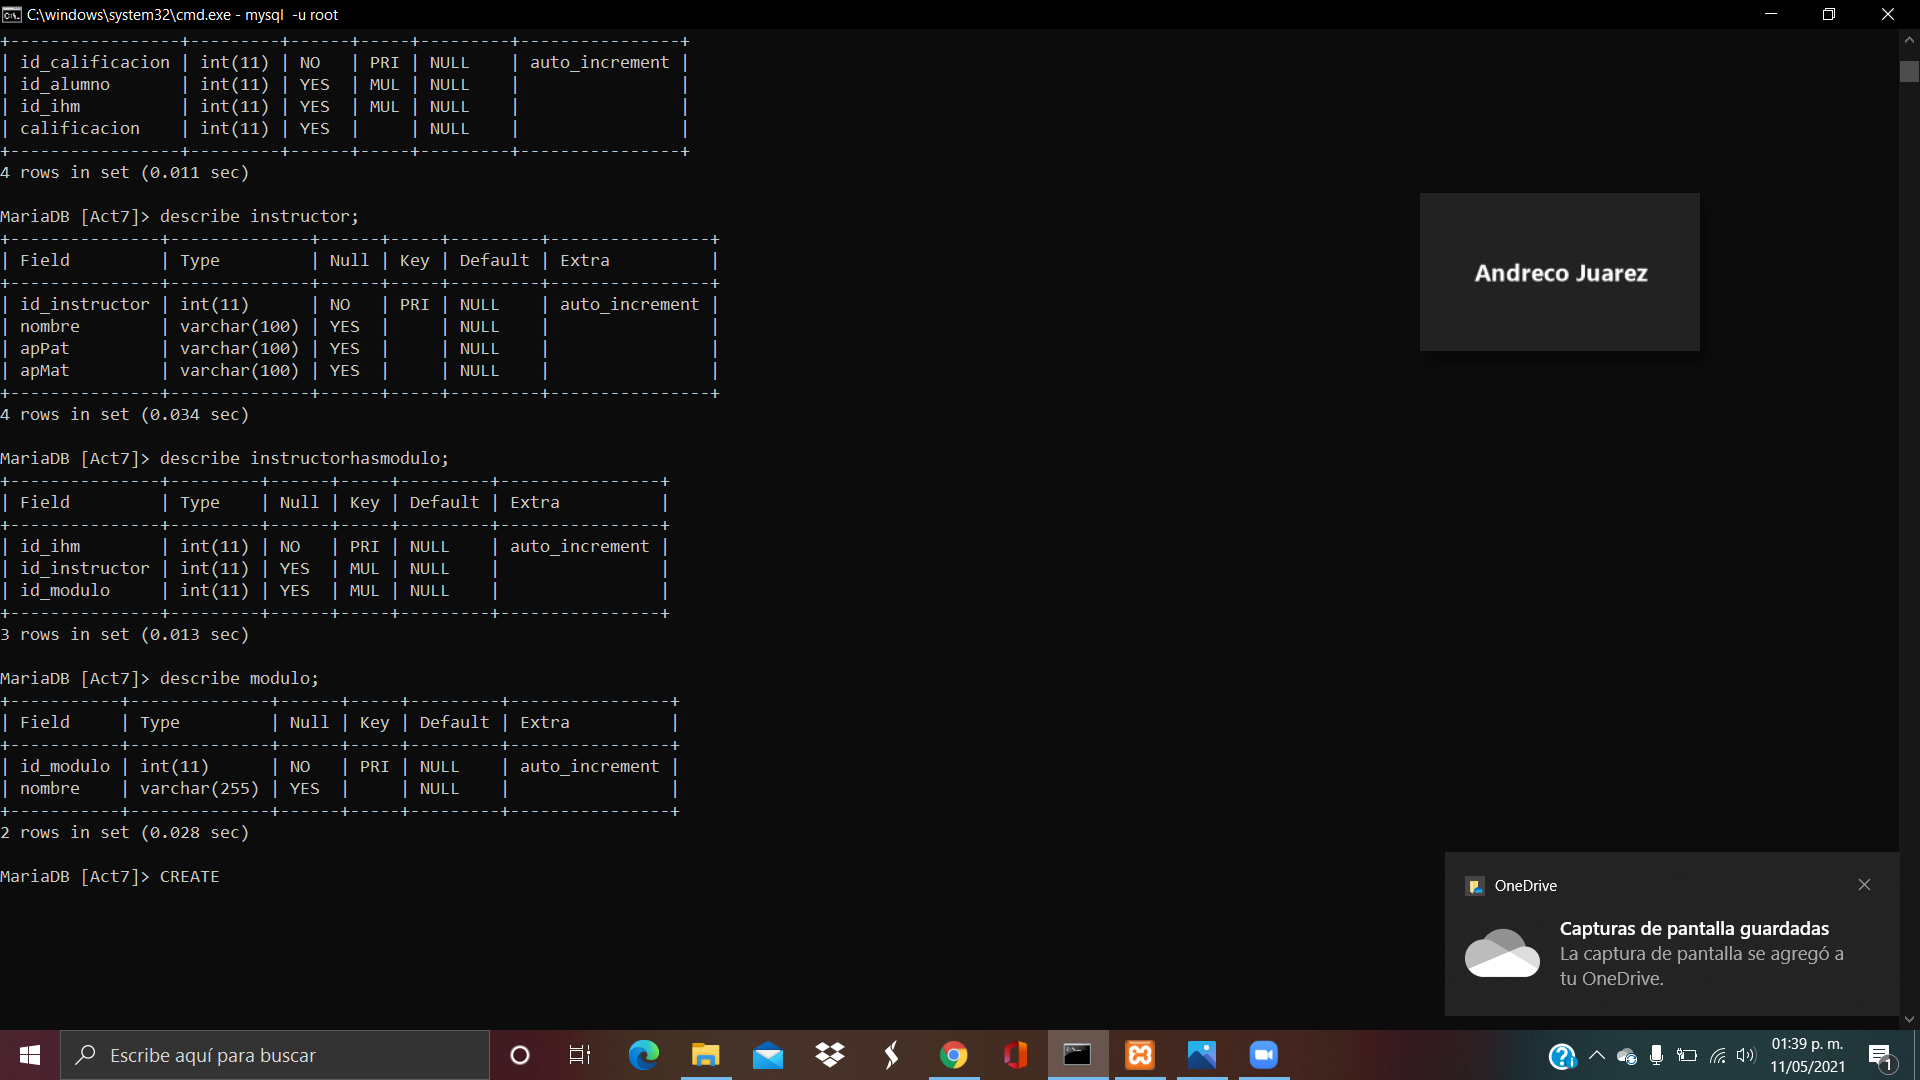 C:\windows\system32\cmd.exe - mysql  -u root
+----------------+---------+------+-----+---------+----------------+
| id_calificacion | int(11) | NO   | PRI | NULL    | auto_increment |
| id_alumno       | int(11) | YES  | MUL | NULL    |                |
| id_ihm          | int(11) | YES  | MUL | NULL    |                |
| calificacion    | int(11) | YES  |     | NULL    |                |
+-----------------+---------+------+-----+---------+----------------+
4 rows in set (0.011 sec)
MariaDB [Act7]> describe instructor;
+---------------+--------------+------+-----+---------+----------------+
| Field         | Type         | Null | Key | Default | Extra          |
+---------------+--------------+------+-----+---------+----------------+
| id_instructor | int(11)      | NO   | PRI | NULL    | auto_increment |
| nombre        | varchar(100) | YES  |     | NULL    |                |
| apPat         | varchar(100) | YES  |     | NULL    |                |
| apMat         | varchar(100) | YES  |     | NULL    |                |
+---------------+--------------+------+-----+---------+----------------+
4 rows in set (0.034 sec)
MariaDB [Act7]> describe instructorhasmodulo;
+---------------+---------+------+-----+---------+----------------+
| Field         | Type    | Null | Key | Default | Extra          |
+---------------+---------+------+-----+---------+----------------+
| id_ihm        | int(11) | NO   | PRI | NULL    | auto_increment |
| id_instructor | int(11) | YES  | MUL | NULL    |                |
| id_modulo     | int(11) | YES  | MUL | NULL    |                |
+---------------+---------+------+-----+---------+----------------+
3 rows in set (0.013 sec)
MariaDB [Act7]> describe modulo;
+-----------+--------------+------+-----+---------+----------------+
| Field     | Type         | Null | Key | Default | Extra          |
+-----------+--------------+------+-----+---------+----------------+
| id_modulo | int(11)      | NO   | PRI | NULL    | auto_increment |
| nombre    | varchar(255) | YES  |     | NULL    |                |
+-----------+--------------+------+-----+---------+----------------+
2 rows in set (0.028 sec)
MariaDB [Act7]> CREATE
Andreco Juarez
OneDrive
Capturas de pantalla guardadas
La captura de pantalla se agregó a
tu OneDrive.
Escribe aquí para buscar
01:39 p. m.
11/05/2021
1